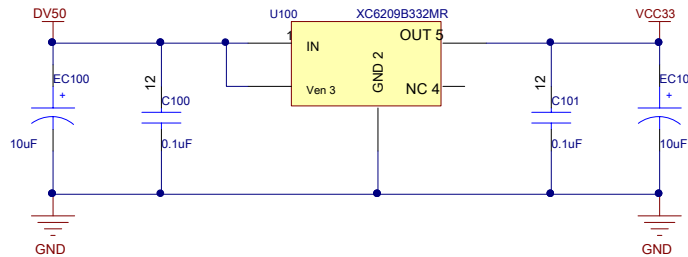 DV50
U100
XC6209B332MR
VCC33
1
IN
OUT 5
GND 2
Ven 3
NC 4
EC100
+
12
C100
10uF
0.1uF
12
C101
0.1uF
EC10
+
10uF
GND
GND